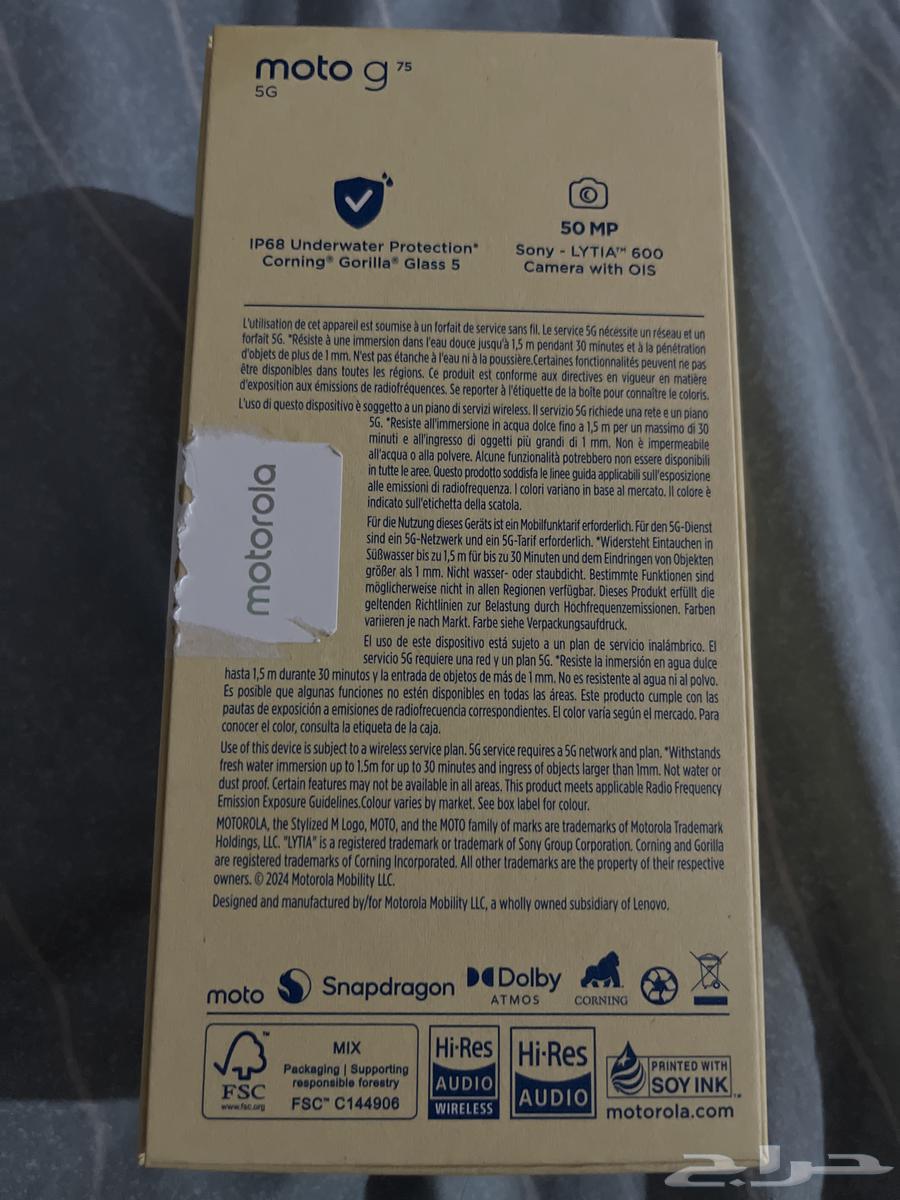 moto g 75
5G
IP68 Underwater Protection*
Corning® Gorilla® Glass 5
50 MP
Sony - LYTIA™ 600
Camera with OIS
L'utilisation de cet appareil est soumise à un forfait de service sans fil. Le service 5G nécessite un réseau et un
forfait 5G. *Résiste à une immersion dans l'eau douce jusqu'à 1,5 m pendant 30 minutes et à la pénétration
d'objets de plus de 1 mm. N'est pas étanche à l'eau ni à la poussière.Certaines fonctionnalités peuvent ne pas
être disponibles dans toutes les régions. Ce produit est conforme aux directives en vigueur en matière
d'exposition aux émissions de radiofréquences. Se reporter à l'étiquette de la boîte pour connaître le coloris.
L'uso di questo dispositivo è soggetto a un piano di servizi wireless. Il servizio 5G richiede una rete e un piano
5G. *Resiste all'immersione in acqua dolce fino a 1,5 m per un massimo di 30
minuti e all'ingresso di oggetti più grandi di 1 mm. Non è impermeabile
all'acqua o alla polvere. Alcune funzionalità potrebbero non essere disponibili
in tutte le aree. Questo prodotto soddisfa le linee guida applicabili sull'esposizione
alle emissioni di radiofrequenza. I colori variano in base al mercato. Il colore è
indicato sull'etichetta della scatola.
motorola
Für die Nutzung dieses Geräts ist ein Mobilfunktarif erforderlich. Für den 5G-Dienst
sind ein 5G-Netzwerk und ein 5G-Tarif erforderlich. *Widersteht Eintauchen in
Süßwasser bis zu 1,5 m für bis zu 30 Minuten und dem Eindringen von Objekten
größer als 1 mm. Nicht wasser- oder staubdicht. Bestimmte Funktionen sind
möglicherweise nicht in allen Regionen verfügbar. Dieses Produkt erfüllt die
geltenden Richtlinien zur Belastung durch Hochfrequenzemissionen. Farben
variieren je nach Markt. Farbe siehe Verpackungsaufdruck.
El uso de este dispositivo está sujeto a un plan de servicio inalámbrico. El
servicio 5G requiere una red y un plan 5G. *Resiste la inmersión en agua dulce
hasta 1,5 m durante 30 minutos y la entrada de objetos de más de 1 mm. No es resistente al agua ni al polvo.
Es posible que algunas funciones no estén disponibles en todas las áreas. Este producto cumple con las
pautas de exposición a emisiones de radiofrecuencia correspondientes. El color varía según el mercado. Para
conocer el color, consulta la etiqueta de la caja.
Use of this device is subject to a wireless service plan. 5G service requires a 5G network and plan. *Withstands
fresh water immersion up to 1.5m for up to 30 minutes and ingress of objects larger than 1mm. Not water or
dust proof. Certain features may not be available in all areas. This product meets applicable Radio Frequency
Emission Exposure Guidelines.Colour varies by market. See box label for colour.
MOTOROLA, the Stylized M Logo, MOTO, and the MOTO family of marks are trademarks of Motorola Trademark
Holdings, LLC. "LYTIA" is a registered trademark or trademark of Sony Group Corporation. Corning and Gorilla
are registered trademarks of Corning Incorporated. All other trademarks are the property of their respective
owners. © 2024 Motorola Mobility LLC.
Designed and manufactured by/for Motorola Mobility LLC, a wholly owned subsidiary of Lenovo.
moto Snapdragon Dolby
ATMOS
CORNING
FSC™
www.fsc.org
MIX
Packaging | Supporting
responsible forestry
FSC™ C144906
Hi-Res
AUDIO
WIRELESS
Hi-Res
AUDIO
PRINTED WITH
SOY INK™
motorola.com
حراج